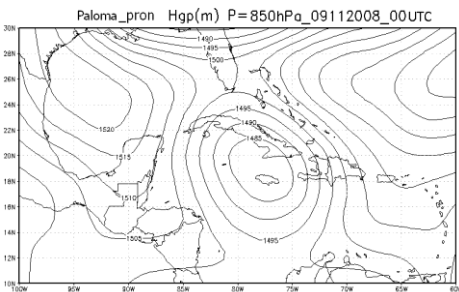 Paloma_pron Hgp(m) P=850hPa_09112008_00UTC
30N
28N
26N
24N
22N
20N
18N
16N
14N
12N
10N
1490
1495
1500
1495
1490
1485
1520
1515
1510
1505
1495
100W 95W 90W 85W 80W 75W 70W 65W 60W